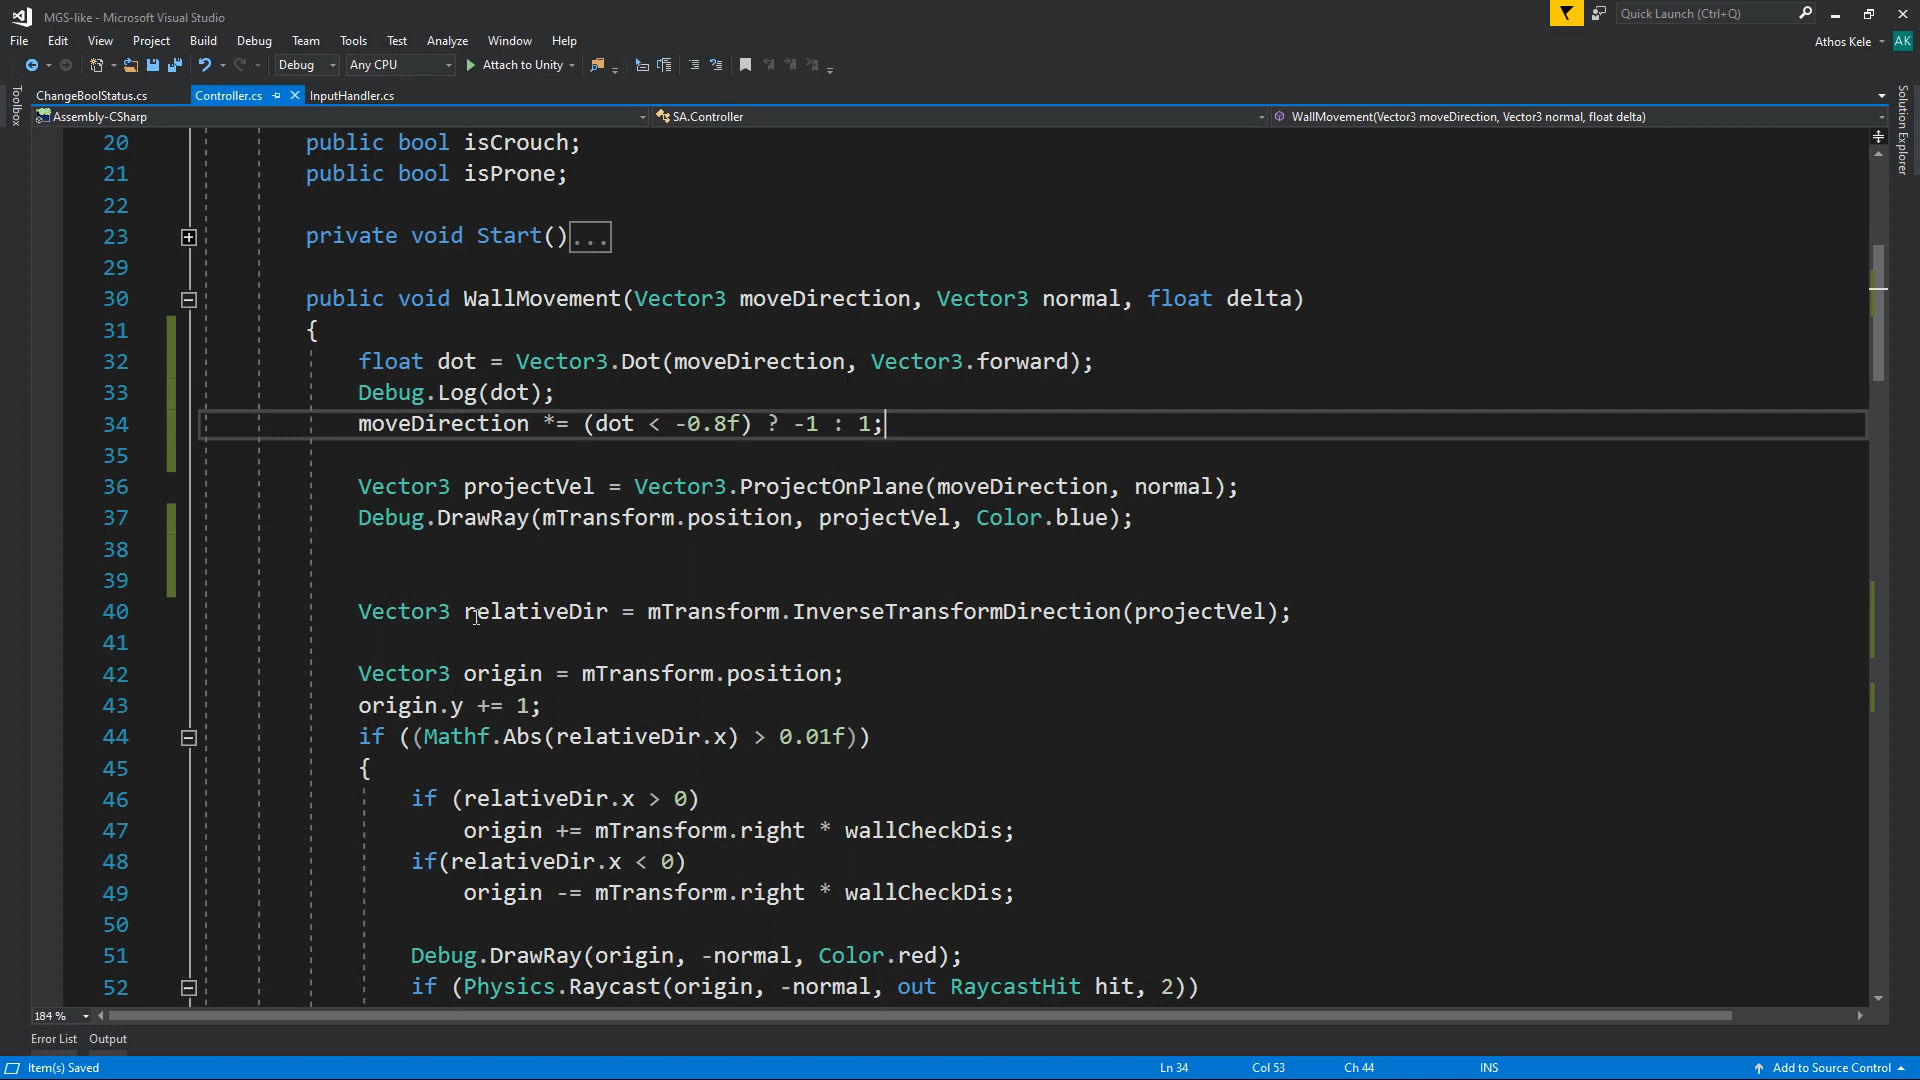 MGS-like - Microsoft Visual Studio
Quick Launch (Ctrl+Q)
File Edit View Project Build Debug Team Tools Test Analyze Window Help
Athos Kele AK
Debug Any CPU Attach to Unity
Toolbox
ChangeBoolStatus.cs Controller.cs InputHandler.cs
Solution Explorer
Assembly-CSharp SA.Controller WallMovement(Vector3 moveDirection, Vector3 normal, float delta)
20 public bool isCrouch;
21 public bool isProne;
22
23 private void Start()...
29
30 public void WallMovement(Vector3 moveDirection, Vector3 normal, float delta)
31 {
32 float dot = Vector3.Dot(moveDirection, Vector3.forward);
33 Debug.Log(dot);
34 moveDirection *= (dot < -0.8f) ? -1 : 1;
35
36 Vector3 projectVel = Vector3.ProjectOnPlane(moveDirection, normal);
37 Debug.DrawRay(mTransform.position, projectVel, Color.blue);
38
39
40 Vector3 relativeDir = mTransform.InverseTransformDirection(projectVel);
41
42 Vector3 origin = mTransform.position;
43 origin.y += 1;
44 if ((Mathf.Abs(relativeDir.x) > 0.01f))
45 {
46 if (relativeDir.x > 0)
47 origin += mTransform.right * wallCheckDis;
48 if(relativeDir.x < 0)
49 origin -= mTransform.right * wallCheckDis;
50
51 Debug.DrawRay(origin, -normal, Color.red);
52 if (Physics.Raycast(origin, -normal, out RaycastHit hit, 2))
184 %
Error List Output
Item(s) Saved Ln 34 Col 53 Ch 44 INS Add to Source Control